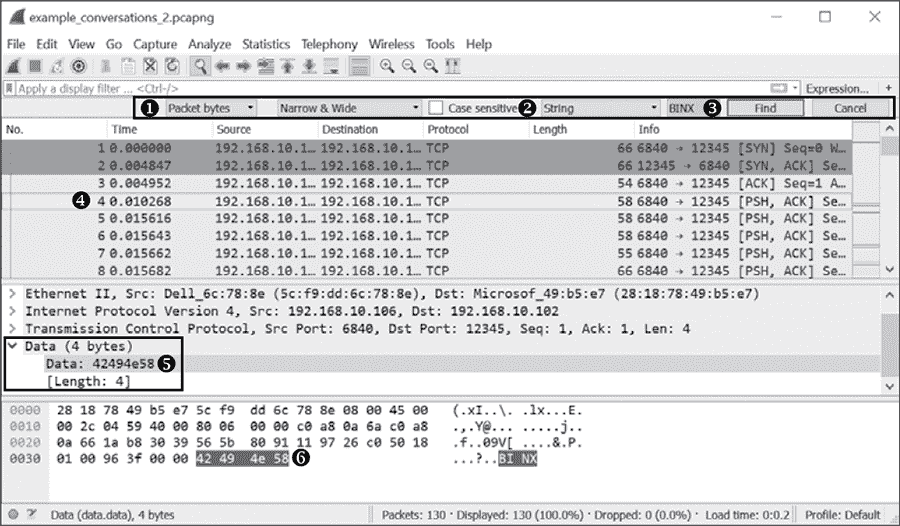 example_conversations_2.pcapng
File Edit View Go Capture Analyze Statistics Telephony Wireless Tools Help
Apply a display filter ... <Ctrl-/> Expression... +
❶ Packet bytes Narrow & Wide Case sensitive ❷ String BINX ❸ Find Cancel
No. Time Source Destination Protocol Length Info
1 0.000000 192.168.10.1… 192.168.10.1… TCP 66 6840 → 12345 [SYN] Seq=0 W…
2 0.004847 192.168.10.1… 192.168.10.1… TCP 66 12345 → 6840 [SYN, ACK] Se…
3 0.004952 192.168.10.1… 192.168.10.1… TCP 54 6840 → 12345 [ACK] Seq=1 A…
❹ 4 0.010268 192.168.10.1… 192.168.10.1… TCP 58 6840 → 12345 [PSH, ACK] Se…
5 0.015616 192.168.10.1… 192.168.10.1… TCP 58 6840 → 12345 [PSH, ACK] Se…
6 0.015643 192.168.10.1… 192.168.10.1… TCP 58 6840 → 12345 [PSH, ACK] Se…
7 0.015662 192.168.10.1… 192.168.10.1… TCP 55 6840 → 12345 [PSH, ACK] Se…
8 0.015682 192.168.10.1… 192.168.10.1… TCP 66 6840 → 12345 [PSH, ACK] Se…
Ethernet II, Src: Dell_6c:78:8e (5c:f9:dd:6c:78:8e), Dst: Microsof_49:b5:e7 (28:18:78:49:b5:e7)
Internet Protocol Version 4, Src: 192.168.10.106, Dst: 192.168.10.102
Transmission Control Protocol, Src Port: 6840, Dst Port: 12345, Seq: 1, Ack: 1, Len: 4
Data (4 bytes)
Data: 42494e58 ❺
[Length: 4]
0000 28 18 78 49 b5 e7 5c f9 dd 6c 78 8e 08 00 45 00 (.xI..\. .lx...E.
0010 00 2c 04 59 40 00 80 06 00 00 c0 a8 0a 6a c0 a8 .,.Y@... .....j..
0020 0a 66 1a b8 30 39 56 5b 80 91 11 97 26 c0 50 18 .f..09V[ ....&.P.
0030 01 00 96 3f 00 00 42 49 4e 58 ❻ ...?..BI NX
Data (data.data), 4 bytes Packets: 130 · Displayed: 130 (100.0%) · Dropped: 0 (0.0%) · Load time: 0:0.2 Profile: Default